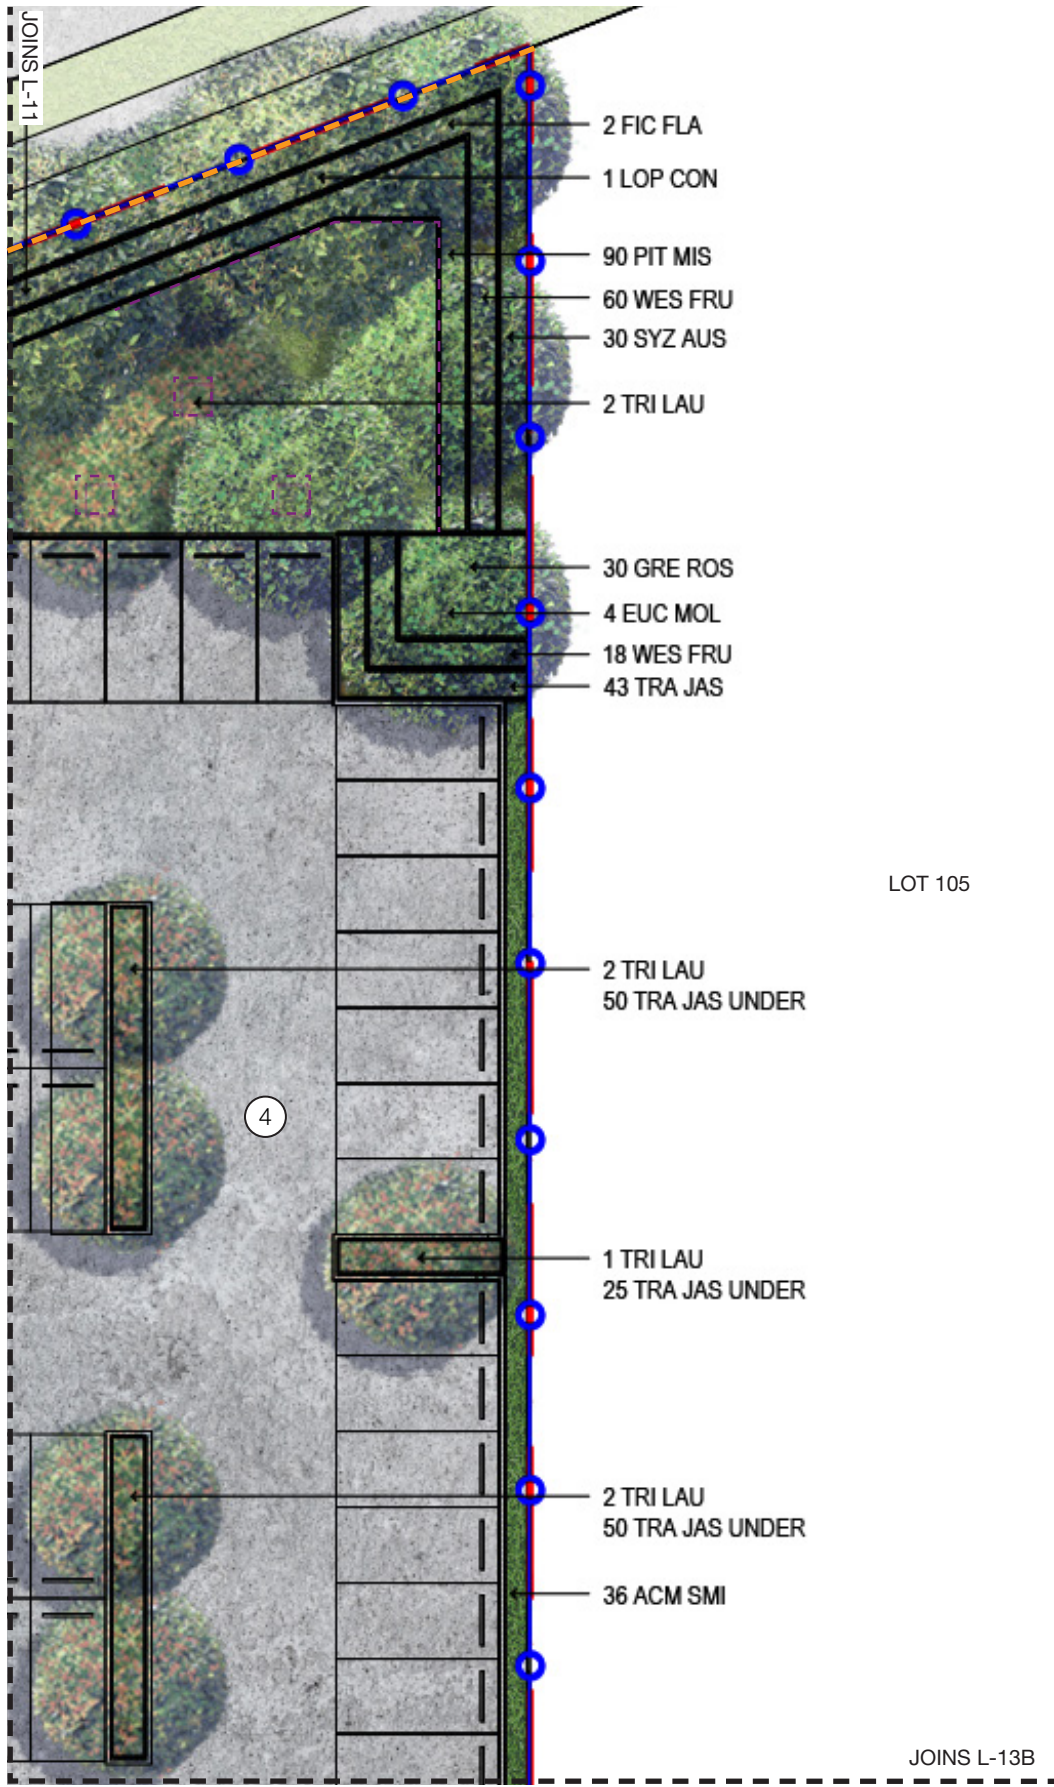 JOINS L-11
2 FIC FLA
1 LOP CON
90 PIT MIS
60 WES FRU
30 SYZ AUS
2 TRI LAU
30 GRE ROS
4 EUC MOL
18 WES FRU
43 TRA JAS
LOT 105
2 TRI LAU
50 TRA JAS UNDER
4
1 TRI LAU
25 TRA JAS UNDER
2 TRI LAU
50 TRA JAS UNDER
36 ACM SMI
JOINS L-13B